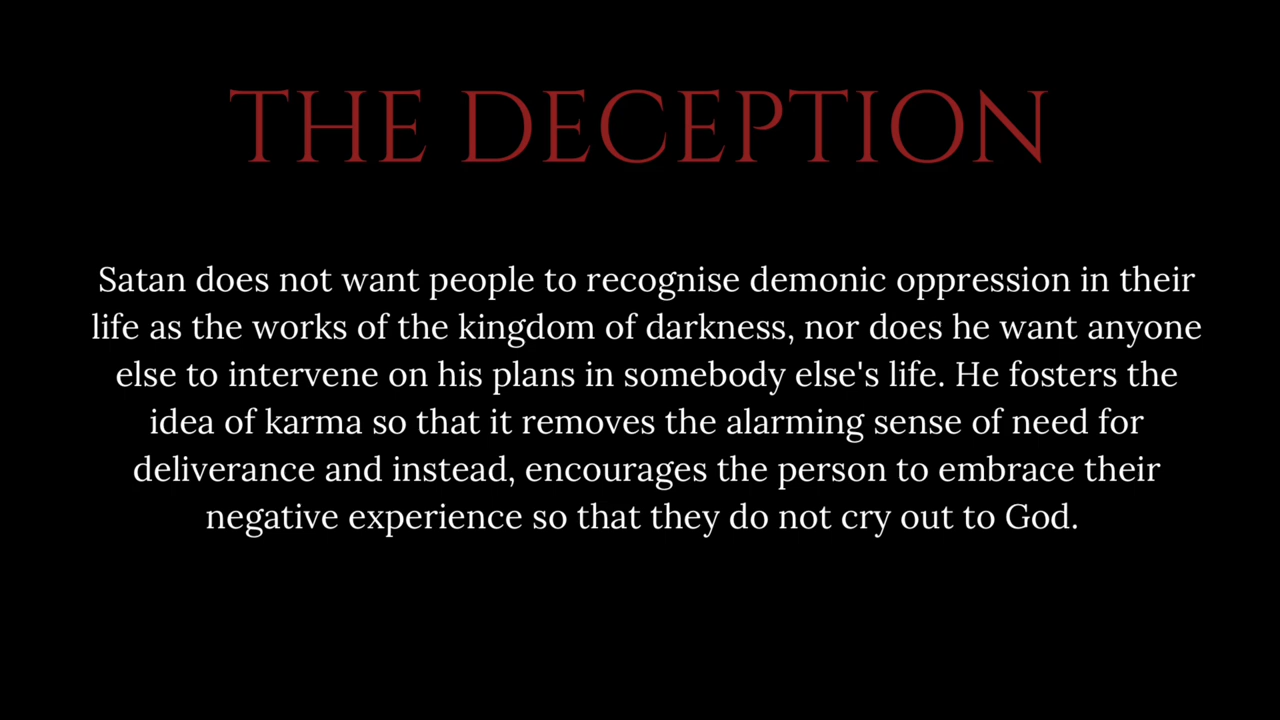 THE DECEPTION
Satan does not want people to recognise demonic oppression in their
life as the works of the kingdom of darkness, nor does he want anyone
else to intervene on his plans in somebody else's life. He fosters the
idea of karma so that it removes the alarming sense of need for
deliverance and instead, encourages the person to embrace their
negative experience so that they do not cry out to God.